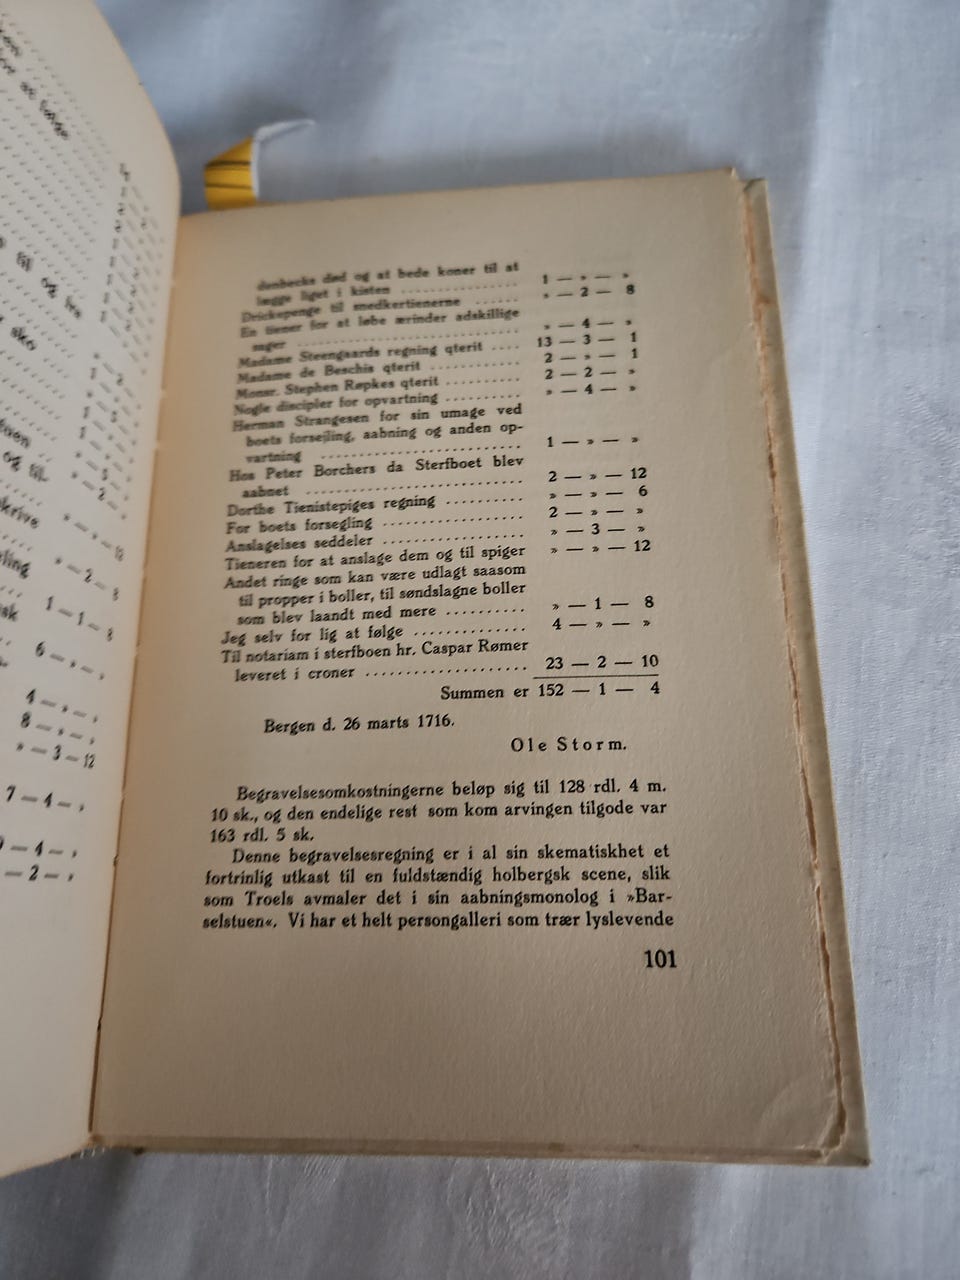 denbecks død og at bede koner til at
lægge liget i kisten .................. 1 — » — »
Drickepenge til snedkertienerne ...... » — 2 — 8
En tiener for at løbe ærinder adskillige
sager .............................. » — 4 — »
Madame Steengaards regning qterit .... 13 — 3 — 1
Madame de Beschis qterit ............ 2 — » — 1
Monsr. Stephen Røpkes qterit .......... 2 — 2 — »
Nogle discipler for opvartning .......... » — 4 — »
Herman Strangesen for sin umage ved
boets forsejling, aabning og anden op-
vartning .......................... 1 — » — »
Hos Peter Borchers da Sterfboet blev
aabnet ............................ 2 — » — 12
Dorthe Tienistepiges regning .......... » — » — 6
For boets forsegling .................. 2 — » — »
Anslagelses seddeler .................. » — 3 — »
Tieneren for at anslage dem og til spiger » — » — 12
Andet ringe som kan være udlagt saasom
til propper i boller, til søndslagne boller
som blev laandt med mere .......... » — 1 — 8
Jeg selv for lig at følge .............. 4 — » — »
Til notariam i sterfboen hr. Caspar Rømer
leveret i croner .................... 23 — 2 — 10
Summen er 152 — 1 — 4
Bergen d. 26 marts 1716.
Ole Storm.
Begravelsesomkostningerne beløp sig til 128 rdl. 4 m.
10 sk., og den endelige rest som kom arvingen tilgode var
163 rdl. 5 sk.
Denne begravelsesregning er i al sin skematiskhet et
fortrinlig utkast til en fuldstændig holbergsk scene, slik
som Troels avmaler det i sin aabningsmonolog i »Bar-
selstuen«. Vi har et helt persongalleri som trær lyslevende
101